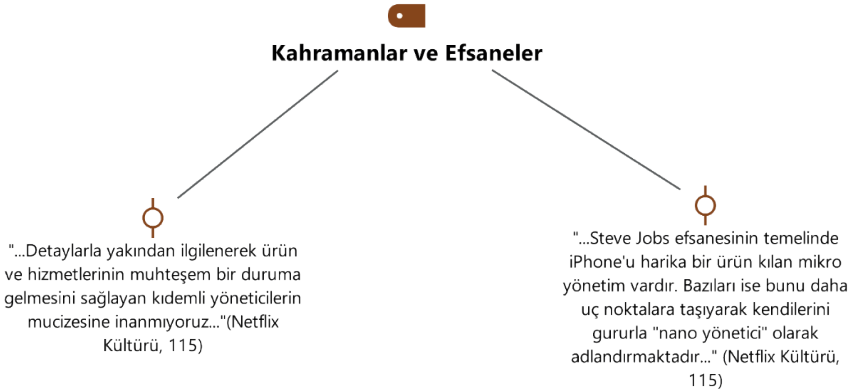 Kahramanlar ve Efsaneler
"...Detaylarla yakından ilgilenerek ürün
ve hizmetlerinin muhteşem bir duruma
gelmesini sağlayan kıdemli yöneticilerin
mucizesine inanmıyoruz..."(Netflix
Kültürü, 115)
"...Steve Jobs efsanesinin temelinde
iPhone'u harika bir ürün kılan mikro
yönetim vardır. Bazıları ise bunu daha
uç noktalara taşıyarak kendilerini
gururla "nano yönetici" olarak
adlandırmaktadır..." (Netflix Kültürü,
115)